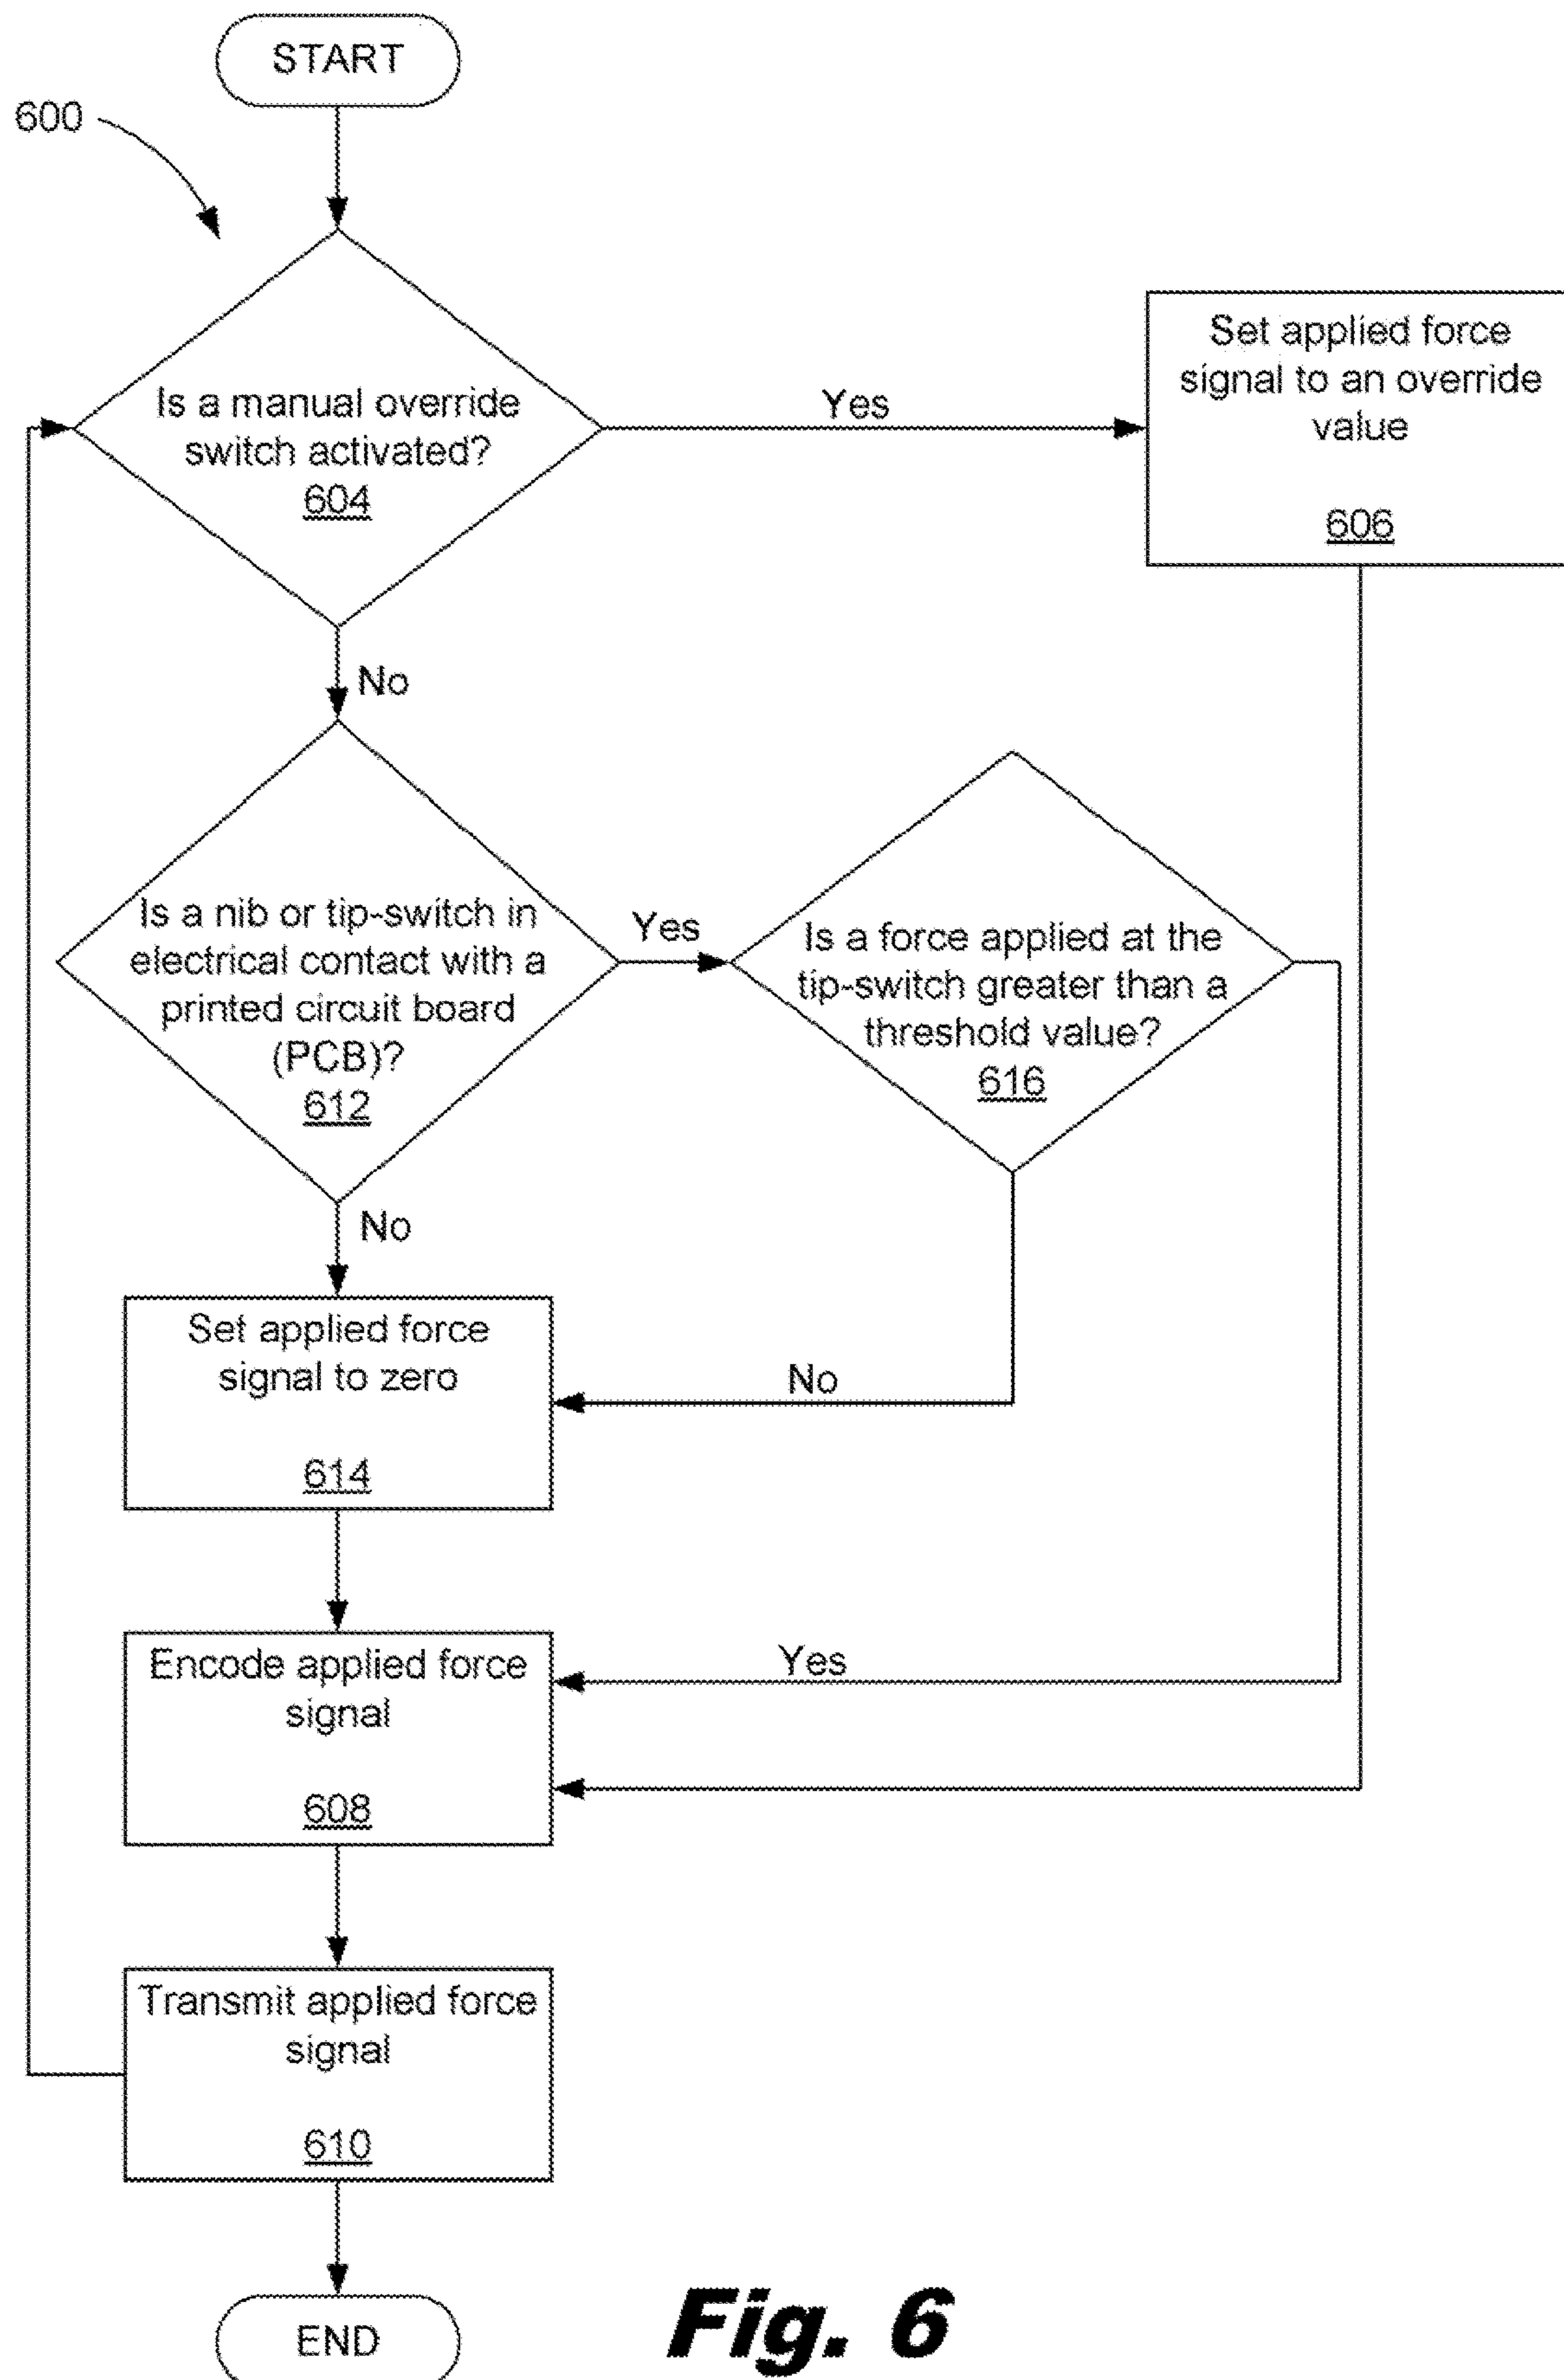 START
600
Is a manual override
switch activated?
604
Yes
Set applied force
signal to an override
value
606
No
Is a nib or tip-switch in
electrical contact with a
printed circuit board
(PCB)?
612
Yes
Is a force applied at the
tip-switch greater than a
threshold value?
616
No
Set applied force
signal to zero
614
No
Encode applied force
signal
608
Yes
Transmit applied force
signal
610
END
Fig. 6